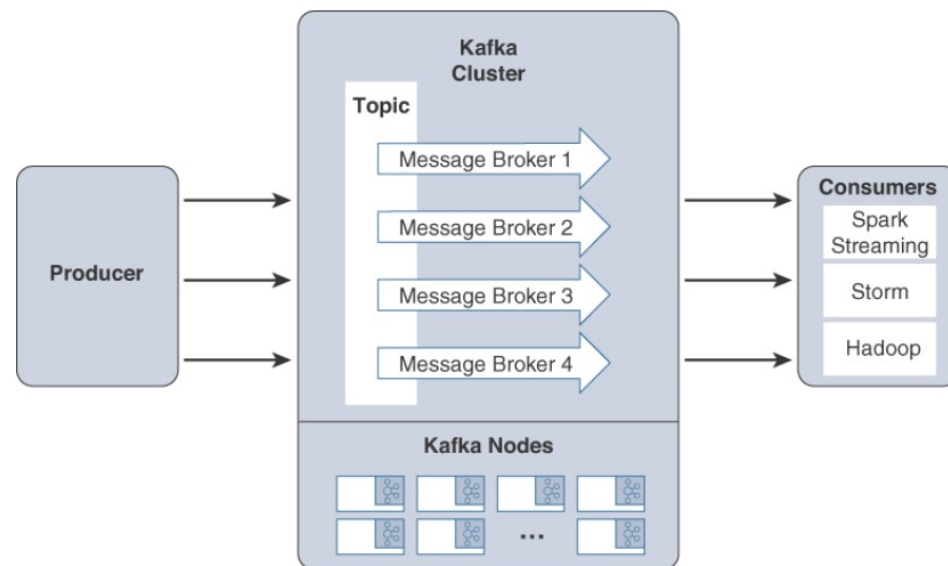 Kafka
Cluster
Topic
Message Broker 1
Message Broker 2
Message Broker 3
Message Broker 4
Producer
Consumers
Spark
Streaming
Storm
Hadoop
Kafka Nodes
...